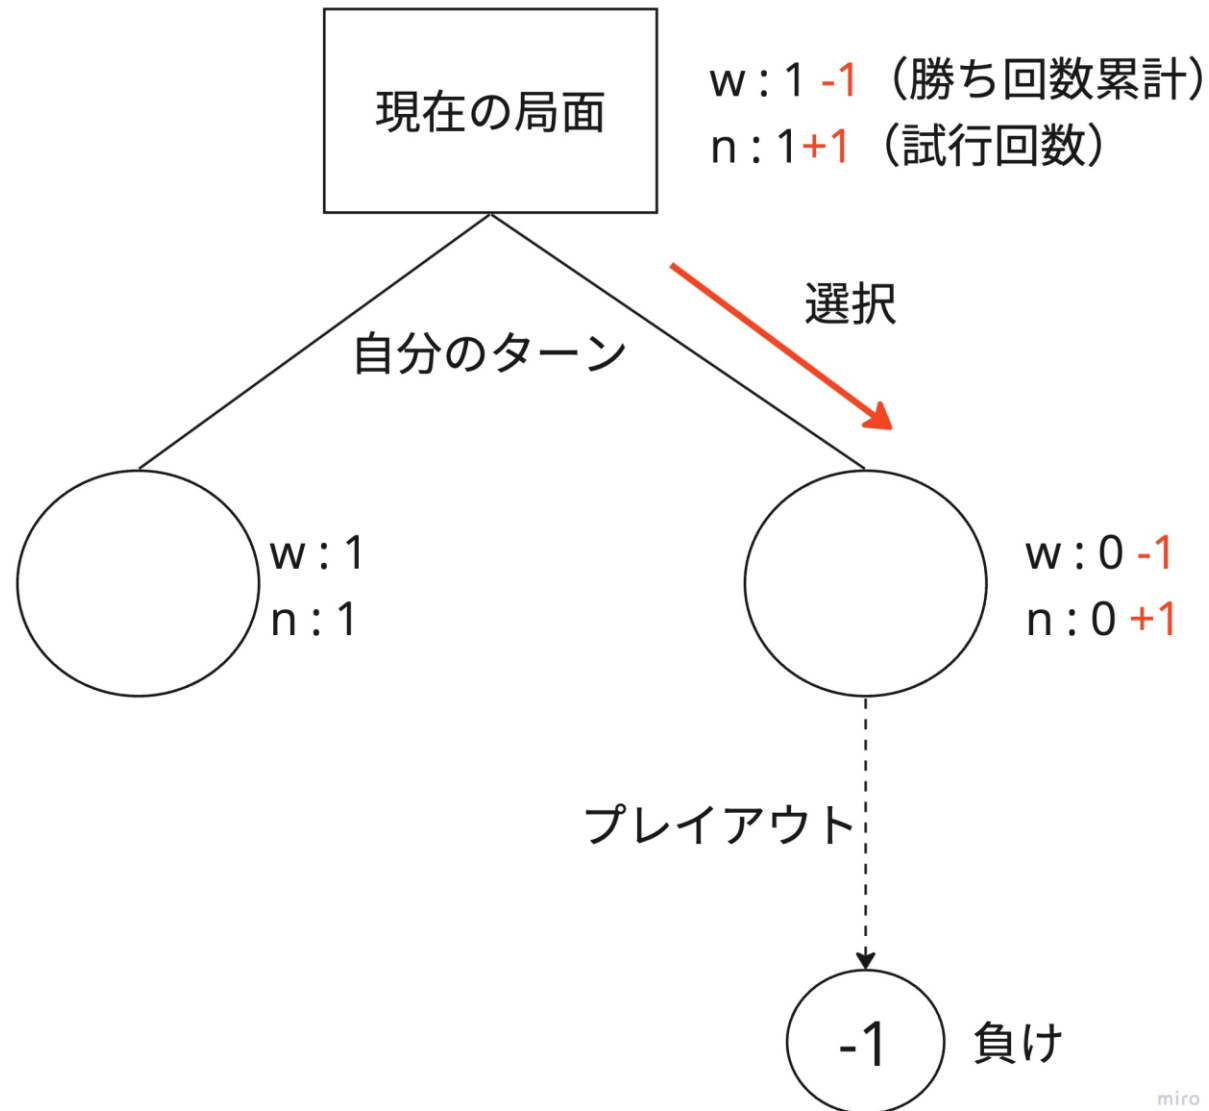 現在の局面
w : 1 -1（勝ち回数累計）
n : 1+1（試行回数）
選択
自分のターン
w : 1
n : 1
w : 0 -1
n : 0 +1
プレイアウト
-1
負け
miro